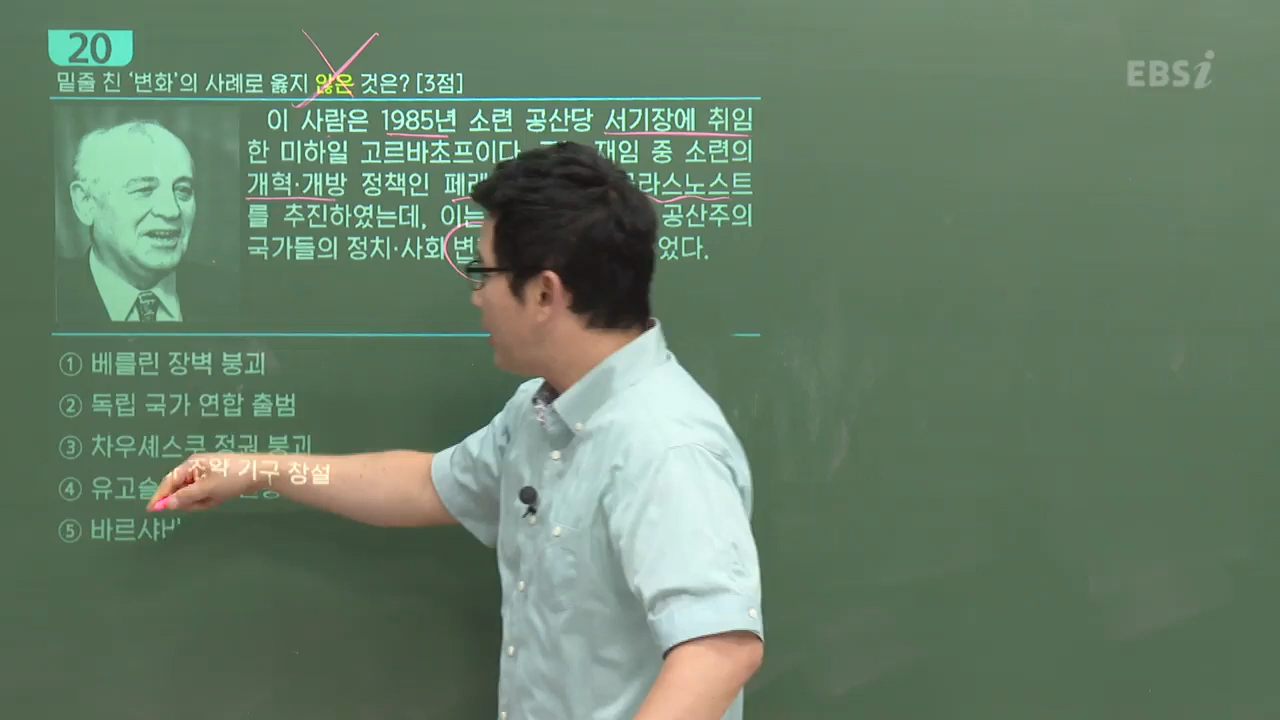 20
EBSi
밑줄 친 ‘변화’의 사례로 옳지 않은 것은? [3점]
이 사람은 1985년 소련 공산당 서기장에 취임
한 미하일 고르바초프이다. 재임 중 소련의
개혁·개방 정책인 라스노스트
를 추진하였는데, 공산주의
국가들의 정치·사회 었다.
① 베를린 장벽 붕괴
② 독립 국가 연합 출범
③ 차우셰스쿠 정권 붕괴
④ 유고슬
⑤ 바르샤바 조약 기구 창설